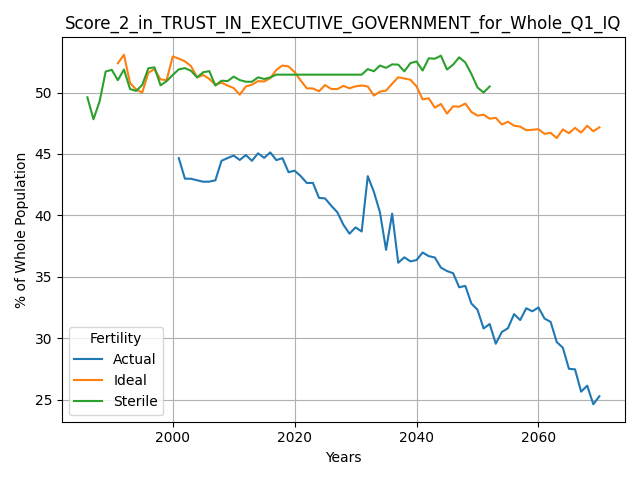 Score_2_in_TRUST_IN_EXECUTIVE_GOVERNMENT_for_Whole_Q1_IQ
% of Whole Population
50
45
40
35
30
25
Fertility
Actual
Ideal
Sterile
2000 2020 2040 2060
Years